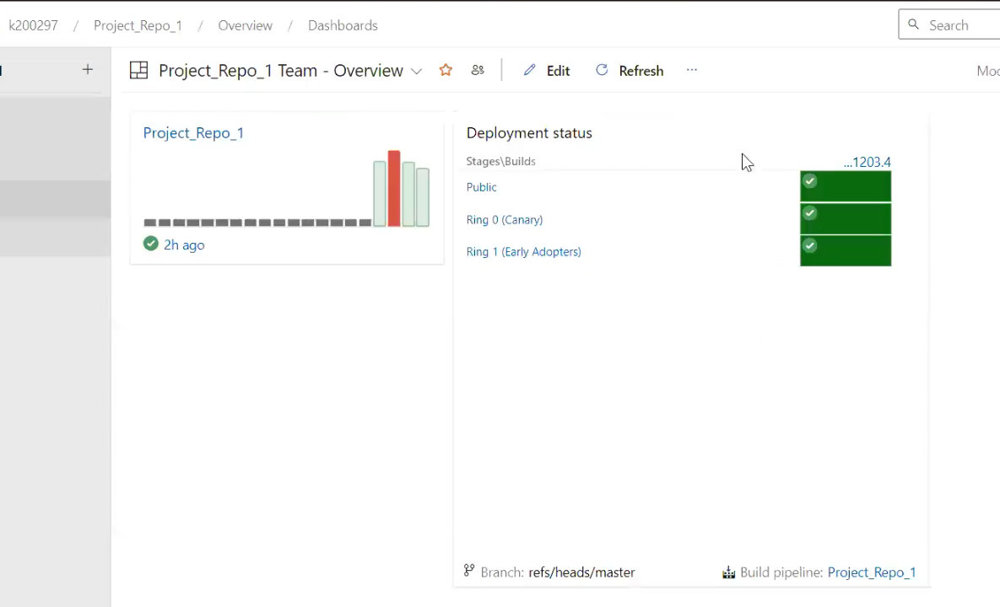 k200297 / Project_Repo_1 / Overview / Dashboards
Search
Project_Repo_1 Team - Overview
Edit
Refresh
...
Project_Repo_1
2h ago
Deployment status
Stages\Builds
...1203.4
Public
Ring 0 (Canary)
Ring 1 (Early Adopters)
Branch: refs/heads/master
Build pipeline: Project_Repo_1